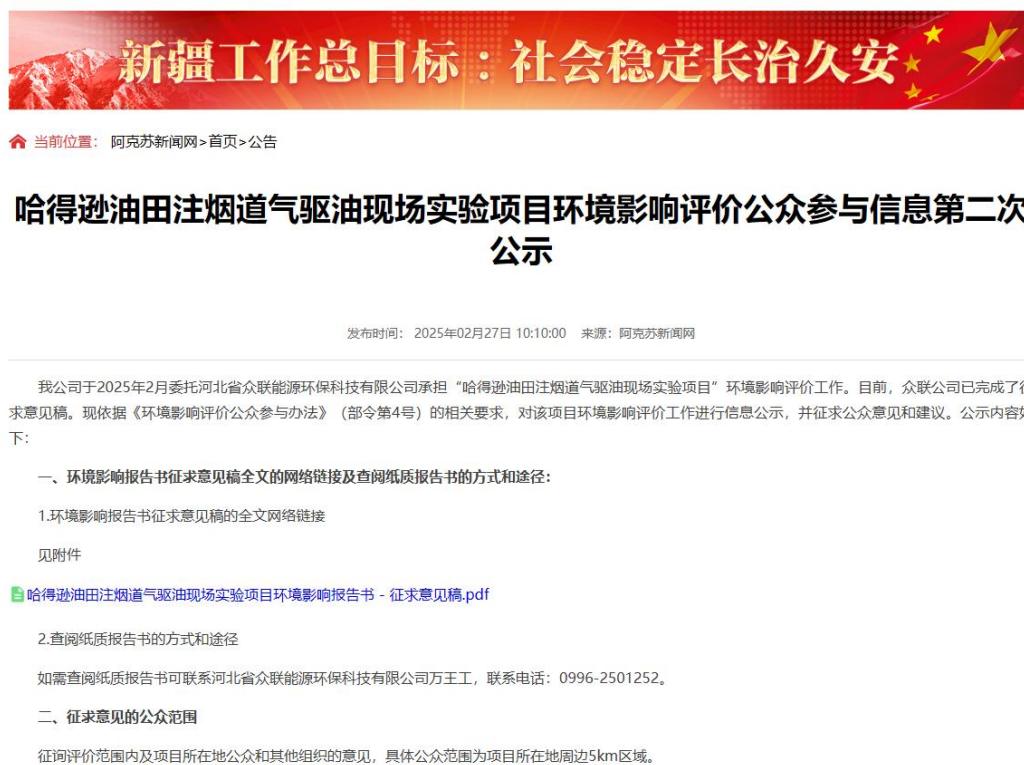 新疆工作总目标：社会稳定长治久安
当前位置： 阿克苏新闻网>首页>公告
哈得逊油田注烟道气驱油现场实验项目环境影响评价公众参与信息第二次
公示
发布时间： 2025年02月27日 10:10:00 来源：阿克苏新闻网
我公司于2025年2月委托河北省众联能源环保科技有限公司承担“哈得逊油田注烟道气驱油现场实验项目”环境影响评价工作。目前，众联公司已完成了
求意见稿。现依据《环境影响评价公众参与办法》（部令第4号）的相关要求，对该项目环境影响评价工作进行信息公示，并征求公众意见和建议。公示内容如
下：
一、环境影响报告书征求意见稿全文的网络链接及查阅纸质报告书的方式和途径：
1.环境影响报告书征求意见稿的全文网络链接
见附件
哈得逊油田注烟道气驱油现场实验项目环境影响报告书 - 征求意见稿.pdf
2.查阅纸质报告书的方式和途径
如需查阅纸质报告书可联系河北省众联能源环保科技有限公司万王工，联系电话：0996-2501252。
二、征求意见的公众范围
征询评价范围内及项目所在地公众和其他组织的意见，具体公众范围为项目所在地周边5km区域。